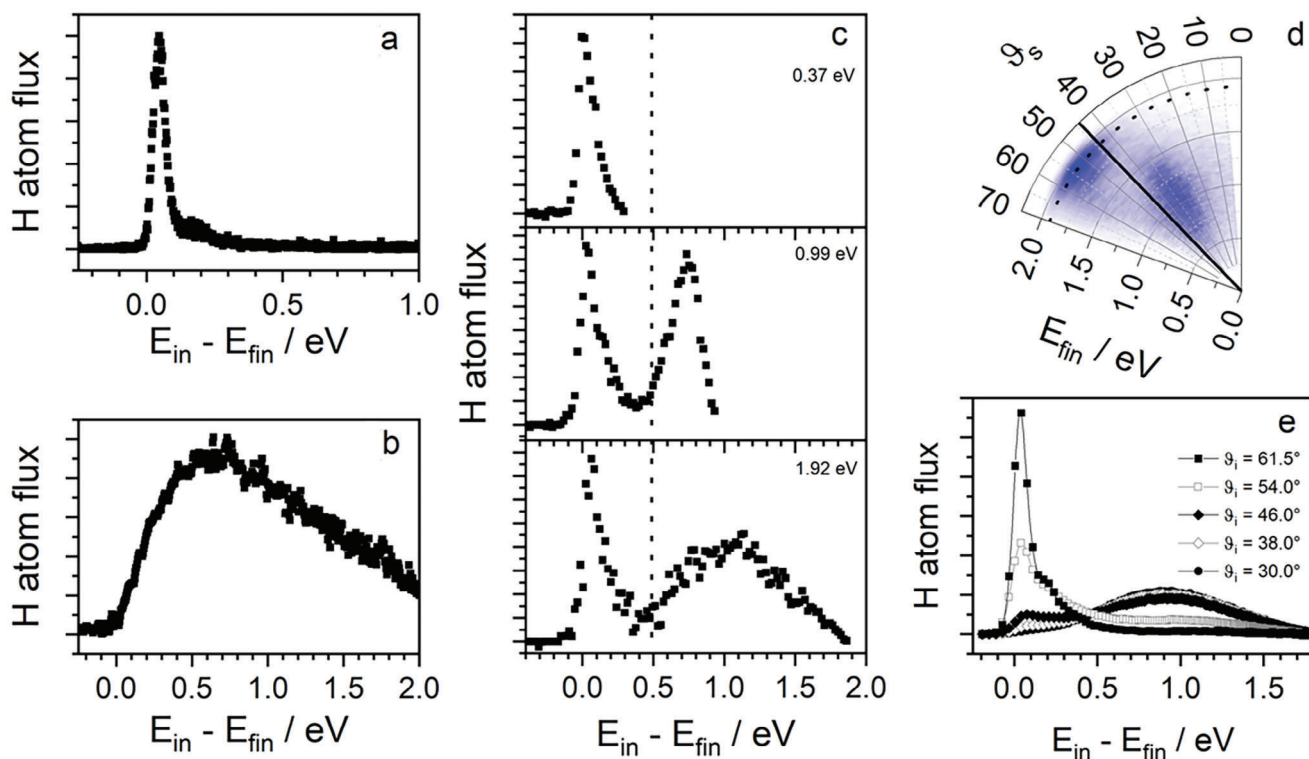 a
H atom flux
0.0 0.5 1.0
E_in - E_fin / eV
b
H atom flux
0.0 0.5 1.0 1.5 2.0
E_in - E_fin / eV
c
0.37 eV
0.99 eV
1.92 eV
H atom flux
0.0 0.5 1.0 1.5 2.0
E_in - E_fin / eV
d
ϑ_s
70 60 50 40 30 20 10 0
2.0 1.5 1.0 0.5 0.0
E_fin / eV
e
H atom flux
ϑ_i = 61.5°
ϑ_i = 54.0°
ϑ_i = 46.0°
ϑ_i = 38.0°
ϑ_i = 30.0°
0.0 0.5 1.0 1.5
E_in - E_fin / eV